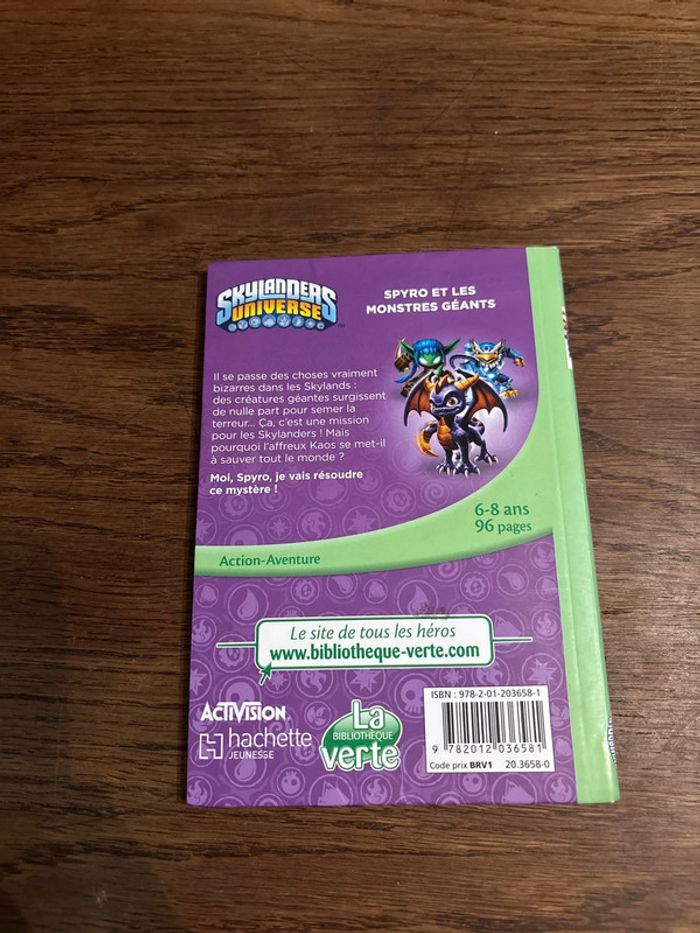 SKYLANDERS
UNIVERSE
TM
SPYRO ET LES
MONSTRES GÉANTS
Il se passe des choses vraiment
bizarres dans les Skylands :
des créatures géantes surgissent
de nulle part pour semer la
terreur... Ça, c'est une mission
pour les Skylanders ! Mais
pourquoi l'affreux Kaos se met-il
à sauver tout le monde ?
Moi, Spyro, je vais résoudre
ce mystère !
6-8 ans
96 pages
Action-Aventure
Le site de tous les héros
www.bibliotheque-verte.com
ACTIVISION
hachette
JEUNESSE
La
BIBLIOTHÈQUE
verte
ISBN : 978-2-01-203658-1
9 782012 036581
Code prix BRV1 20.3658-0